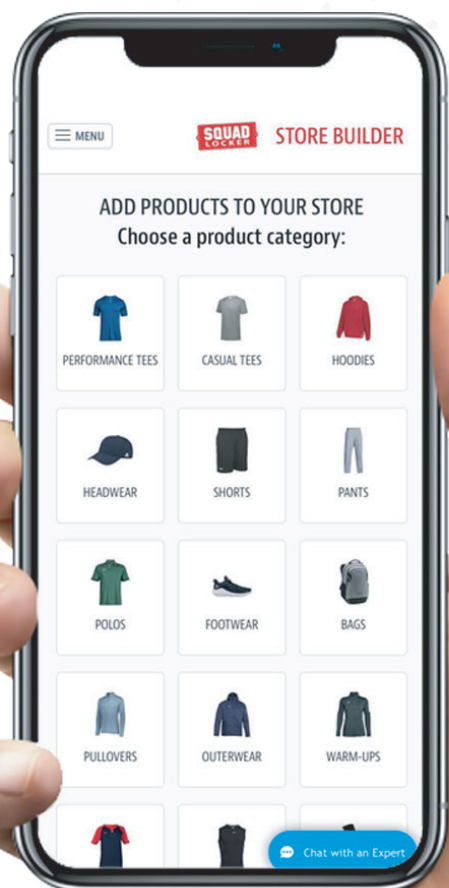 MENU
SQUAD
LOCKER
STORE BUILDER
ADD PRODUCTS TO YOUR STORE
Choose a product category:
PERFORMANCE TEES
CASUAL TEES
HOODIES
HEADWEAR
SHORTS
PANTS
POLOS
FOOTWEAR
BAGS
PULLOVERS
OUTERWEAR
WARM-UPS
Chat with an Expert